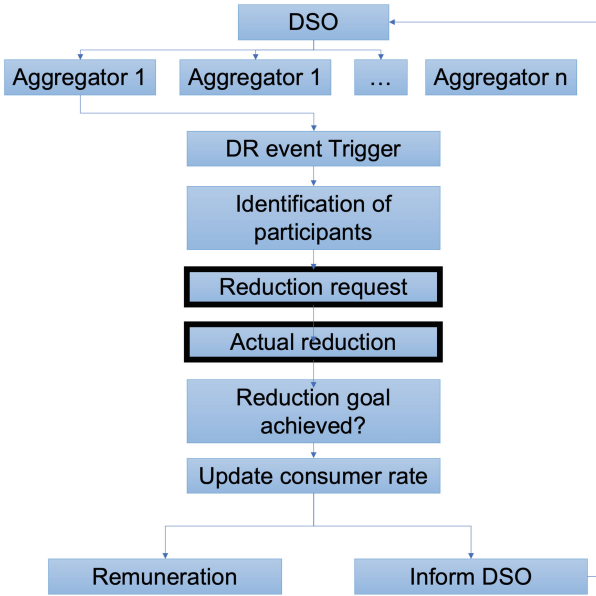 DSO
Aggregator 1
Aggregator 1
...
Aggregator n
DR event Trigger
Identification of
participants
Reduction request
Actual reduction
Reduction goal
achieved?
Update consumer rate
Remuneration
Inform DSO